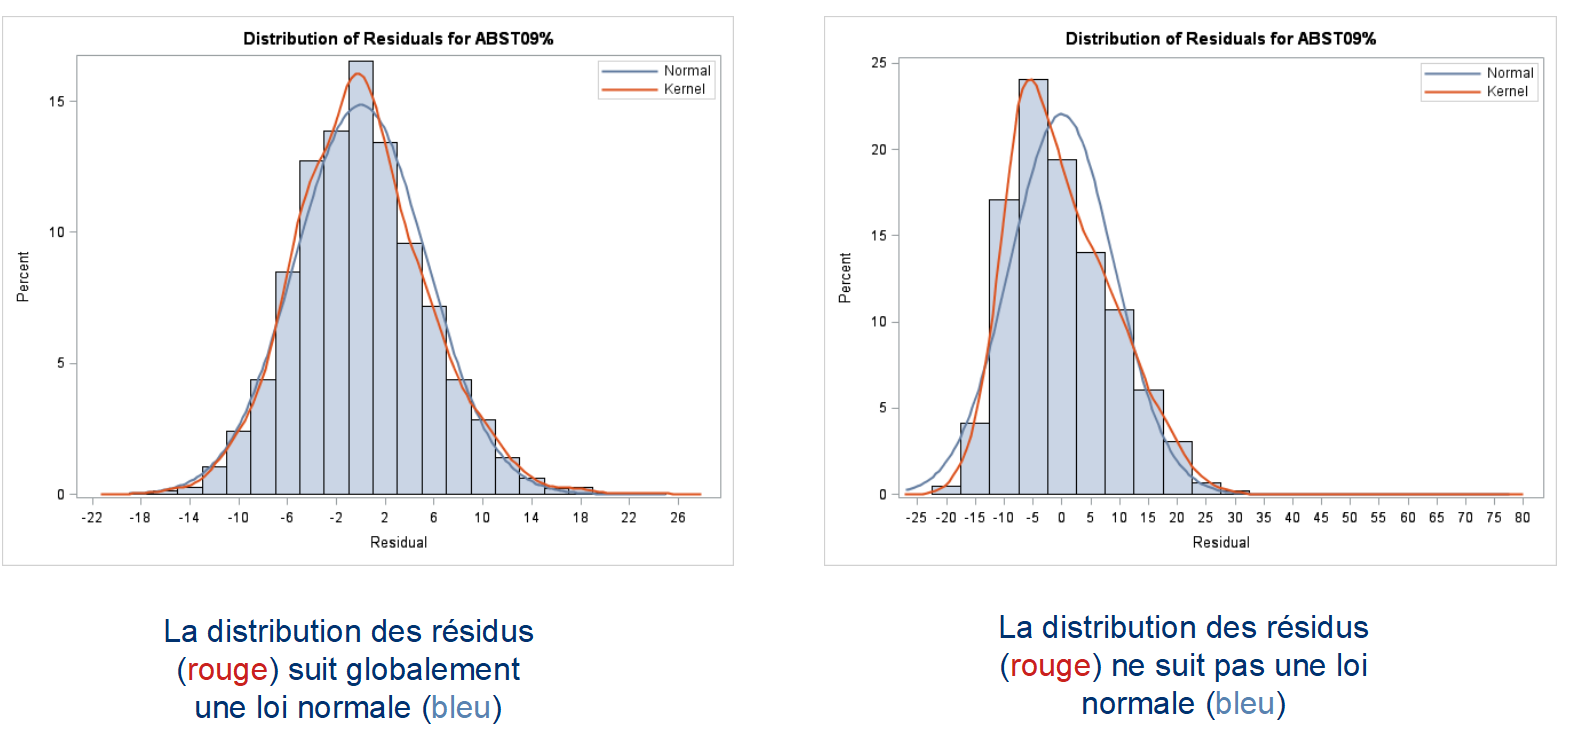 Distribution of Residuals for ABST09%
Normal
Kernel
15
10
5
0
Percent
-22 -18 -14 -10 -6 -2 2 6 10 14 18 22 26
Residual
La distribution des résidus
(rouge) suit globalement
une loi normale (bleu)
Distribution of Residuals for ABST09%
Normal
Kernel
25
20
15
10
5
0
Percent
-25 -20 -15 -10 -5 0 5 10 15 20 25 30 35 40 45 50 55 60 65 70 75 80
Residual
La distribution des résidus
(rouge) ne suit pas une loi
normale (bleu)